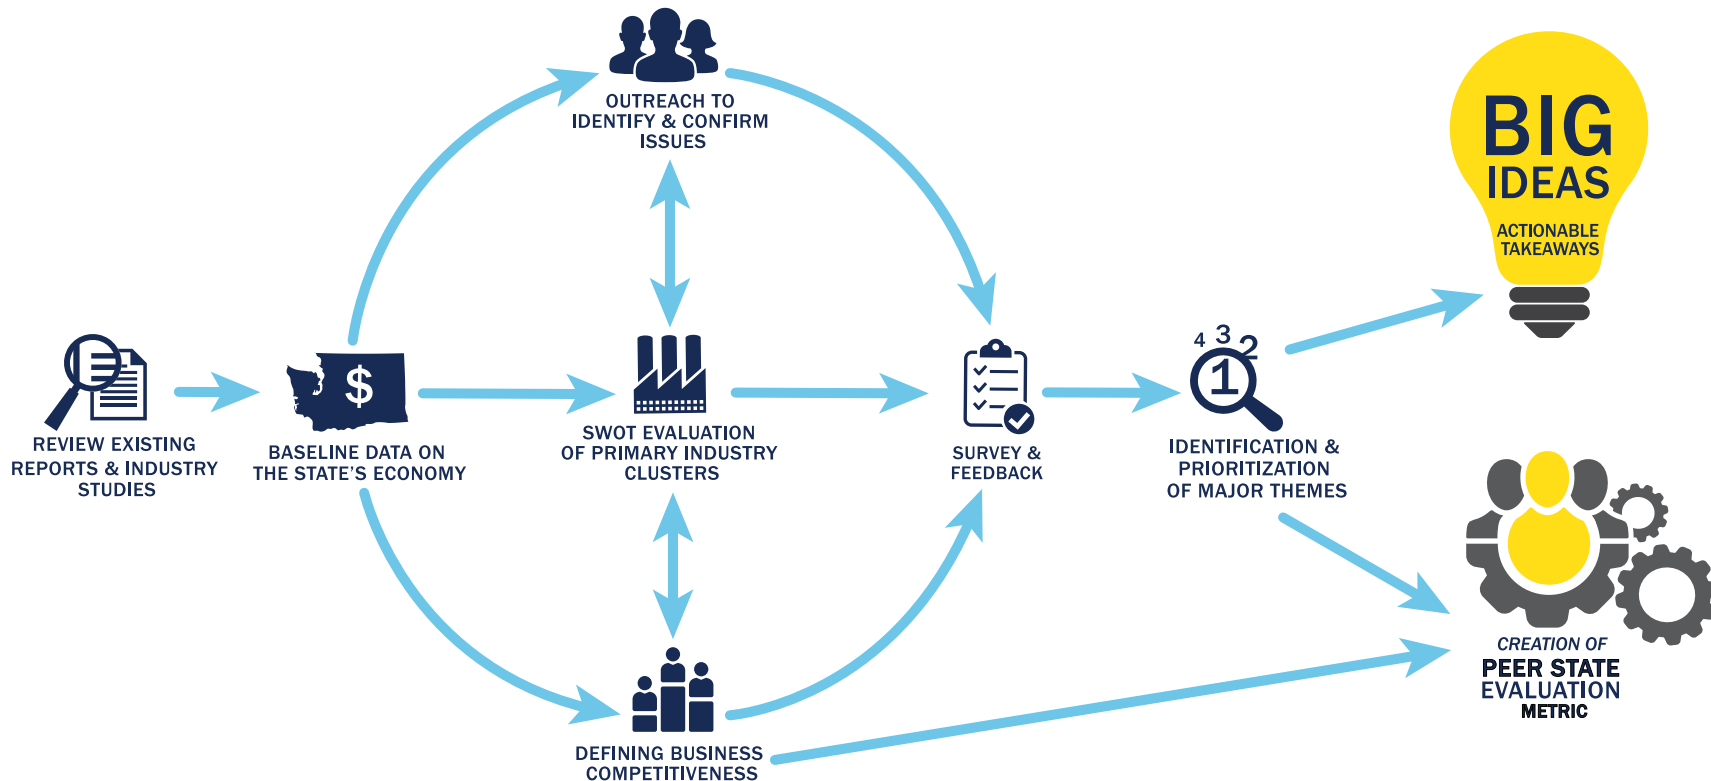 OUTREACH TO
IDENTIFY & CONFIRM
ISSUES
REVIEW EXISTING
REPORTS & INDUSTRY
STUDIES
$
BASELINE DATA ON
THE STATE'S ECONOMY
SWOT EVALUATION
OF PRIMARY INDUSTRY
CLUSTERS
DEFINING BUSINESS
COMPETITIVENESS
SURVEY &
FEEDBACK
4 3 2
1
IDENTIFICATION &
PRIORITIZATION
OF MAJOR THEMES
BIG
IDEAS
ACTIONABLE
TAKEAWAYS
CREATION OF
PEER STATE
EVALUATION
METRIC